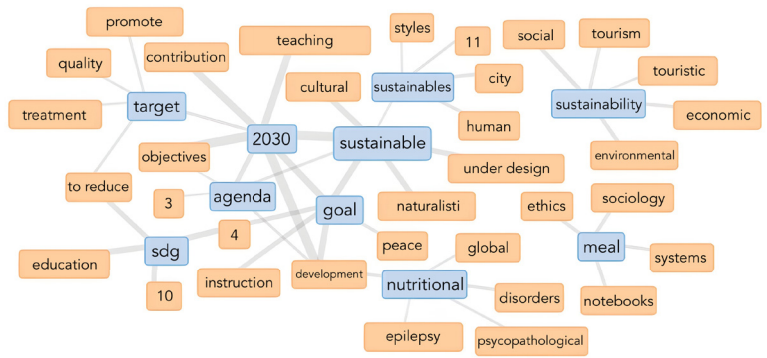 promote
styles
social
tourism
teaching
11
contribution
quality
touristic
cultural
sustainables
city
target
sustainability
treatment
economic
2030
sustainable
human
objectives
environmental
under design
to reduce
agenda
sociology
3
goal
naturalisti
ethics
4
sdg
peace
global
meal
systems
education
development
instruction
nutritional
10
disorders
notebooks
epilepsy
psycopathological